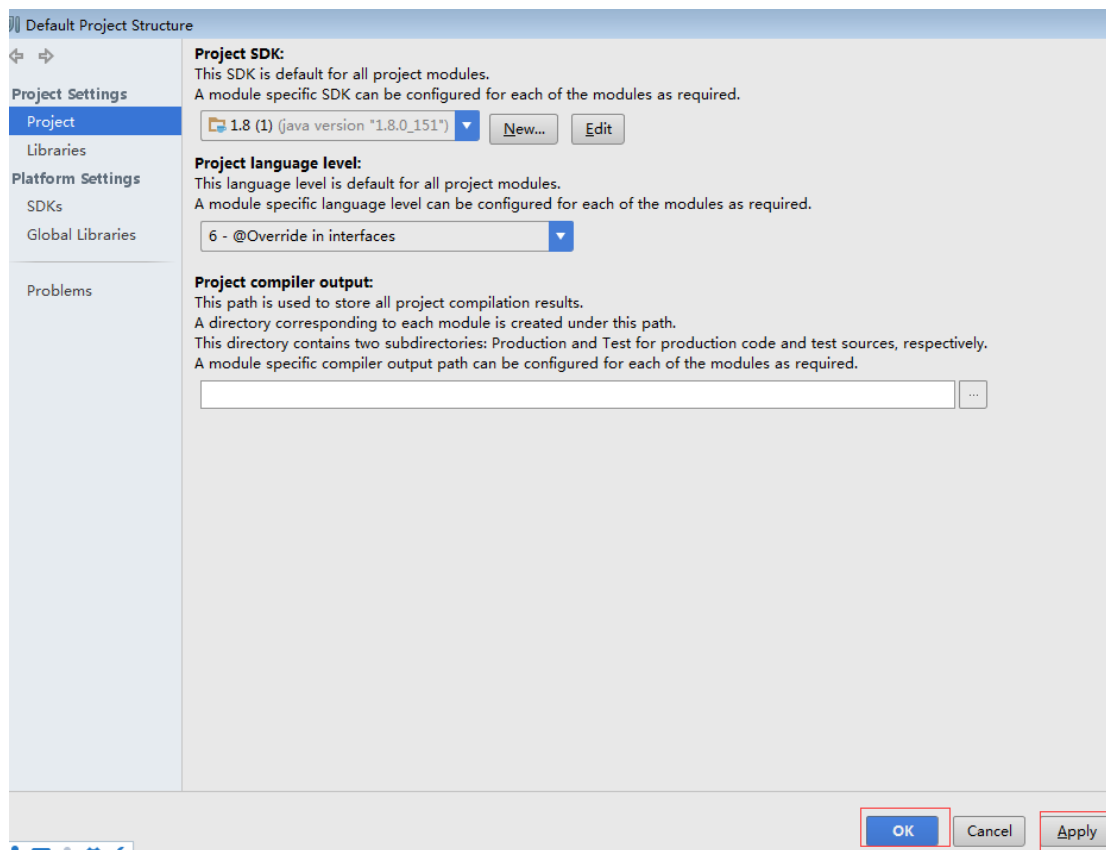 Default Project Structure
Project Settings
Project
Libraries
Platform Settings
SDKs
Global Libraries
Problems
Project SDK:
This SDK is default for all project modules.
A module specific SDK can be configured for each of the modules as required.
1.8 (1) (java version "1.8.0_151")
New...
Edit
Project language level:
This language level is default for all project modules.
A module specific language level can be configured for each of the modules as required.
6 - @Override in interfaces
Project compiler output:
This path is used to store all project compilation results.
A directory corresponding to each module is created under this path.
This directory contains two subdirectories: Production and Test for production code and test sources, respectively.
A module specific compiler output path can be configured for each of the modules as required.
...
OK
Cancel
Apply